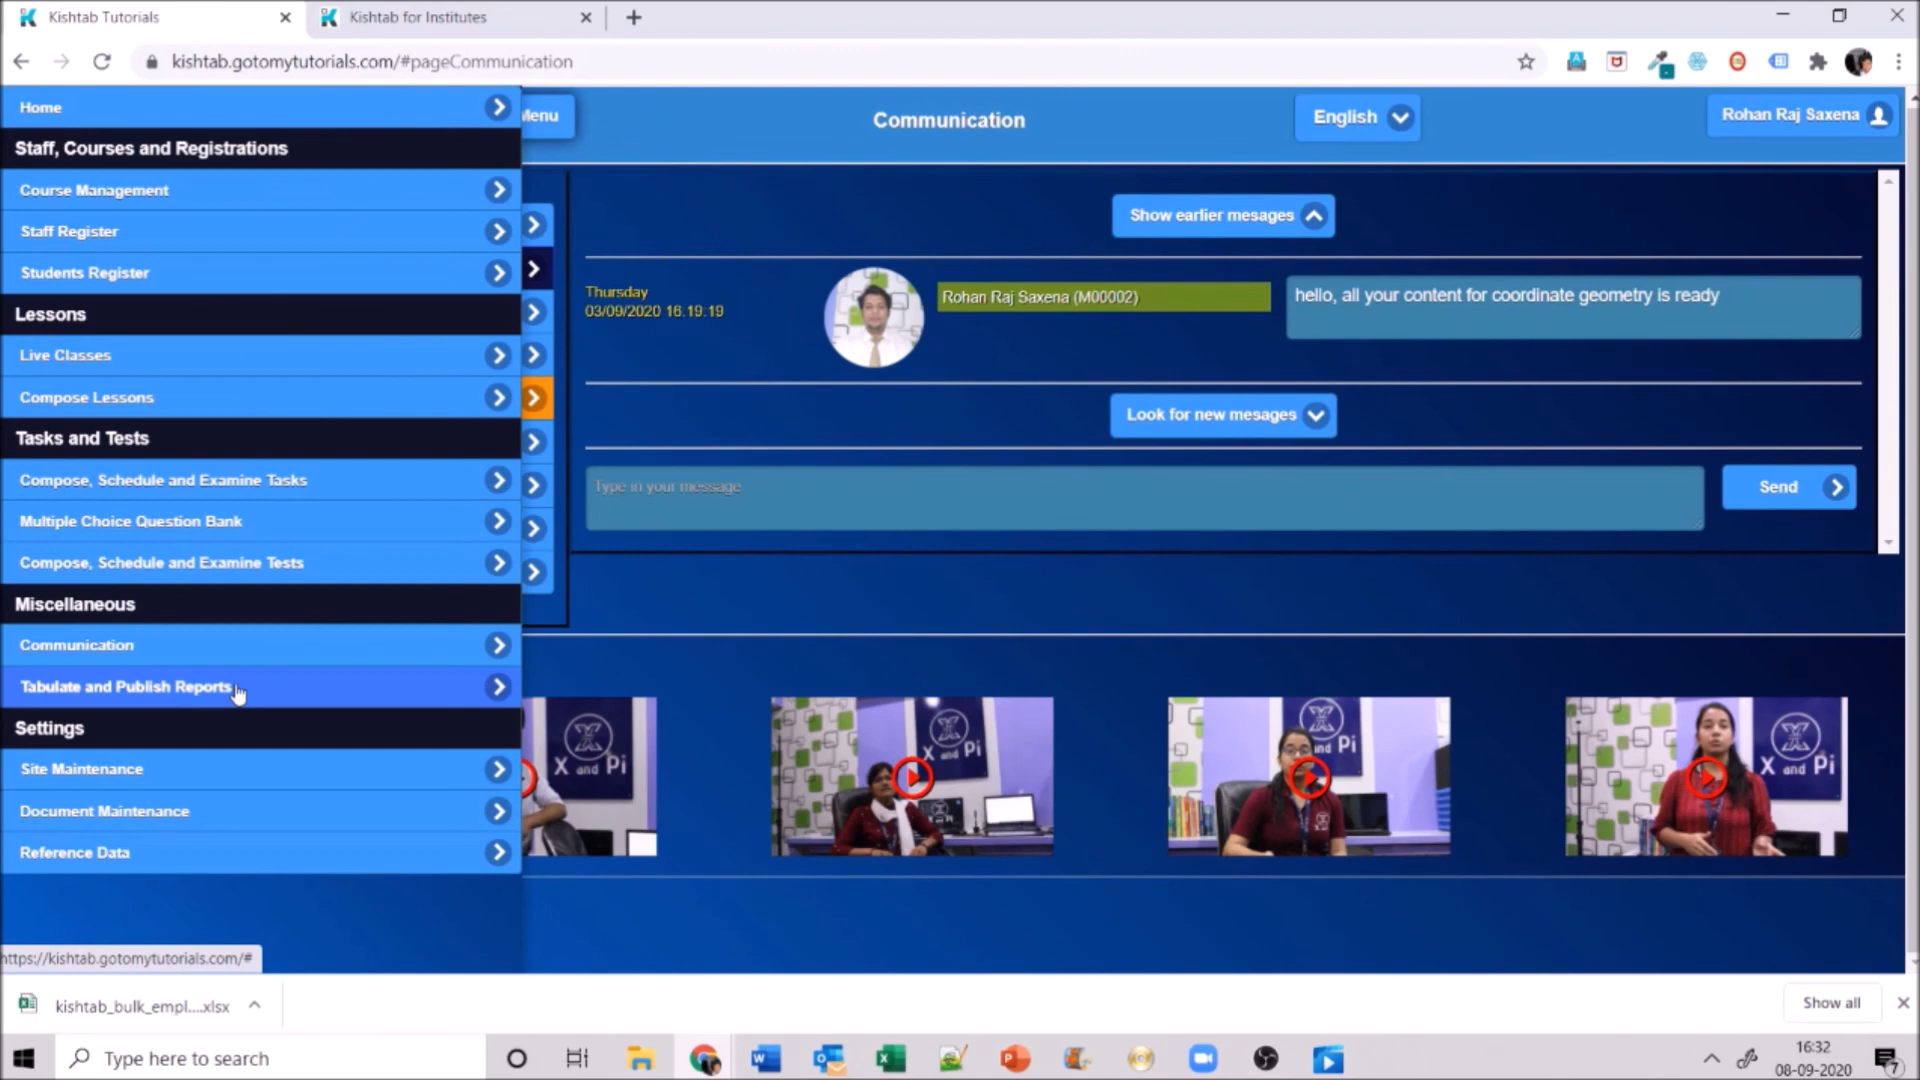 Kishtab Tutorials
Kishtab for Institutes
kishtab.gotomytutorials.com/#pageCommunication
Home
Staff, Courses and Registrations
Course Management
Staff Register
Students Register
Lessons
Live Classes
Compose Lessons
Tasks and Tests
Compose, Schedule and Examine Tasks
Multiple Choice Question Bank
Compose, Schedule and Examine Tests
Miscellaneous
Communication
Tabulate and Publish Reports
Settings
Site Maintenance
Document Maintenance
Reference Data
Communication
English
Rohan Raj Saxena
Show earlier mesages
Thursday
03/09/2020 16.19.19
Rohan Raj Saxena (M00002)
hello, all your content for coordinate geometry is ready
Look for new mesages
Type in your message
Send
X and Pi
X and Pi
and Pi
X and Pi
https://kishtab.gotomytutorials.com/#
kishtab_bulk_empl....xlsx
Show all
Type here to search
16:32
08-09-2020
7